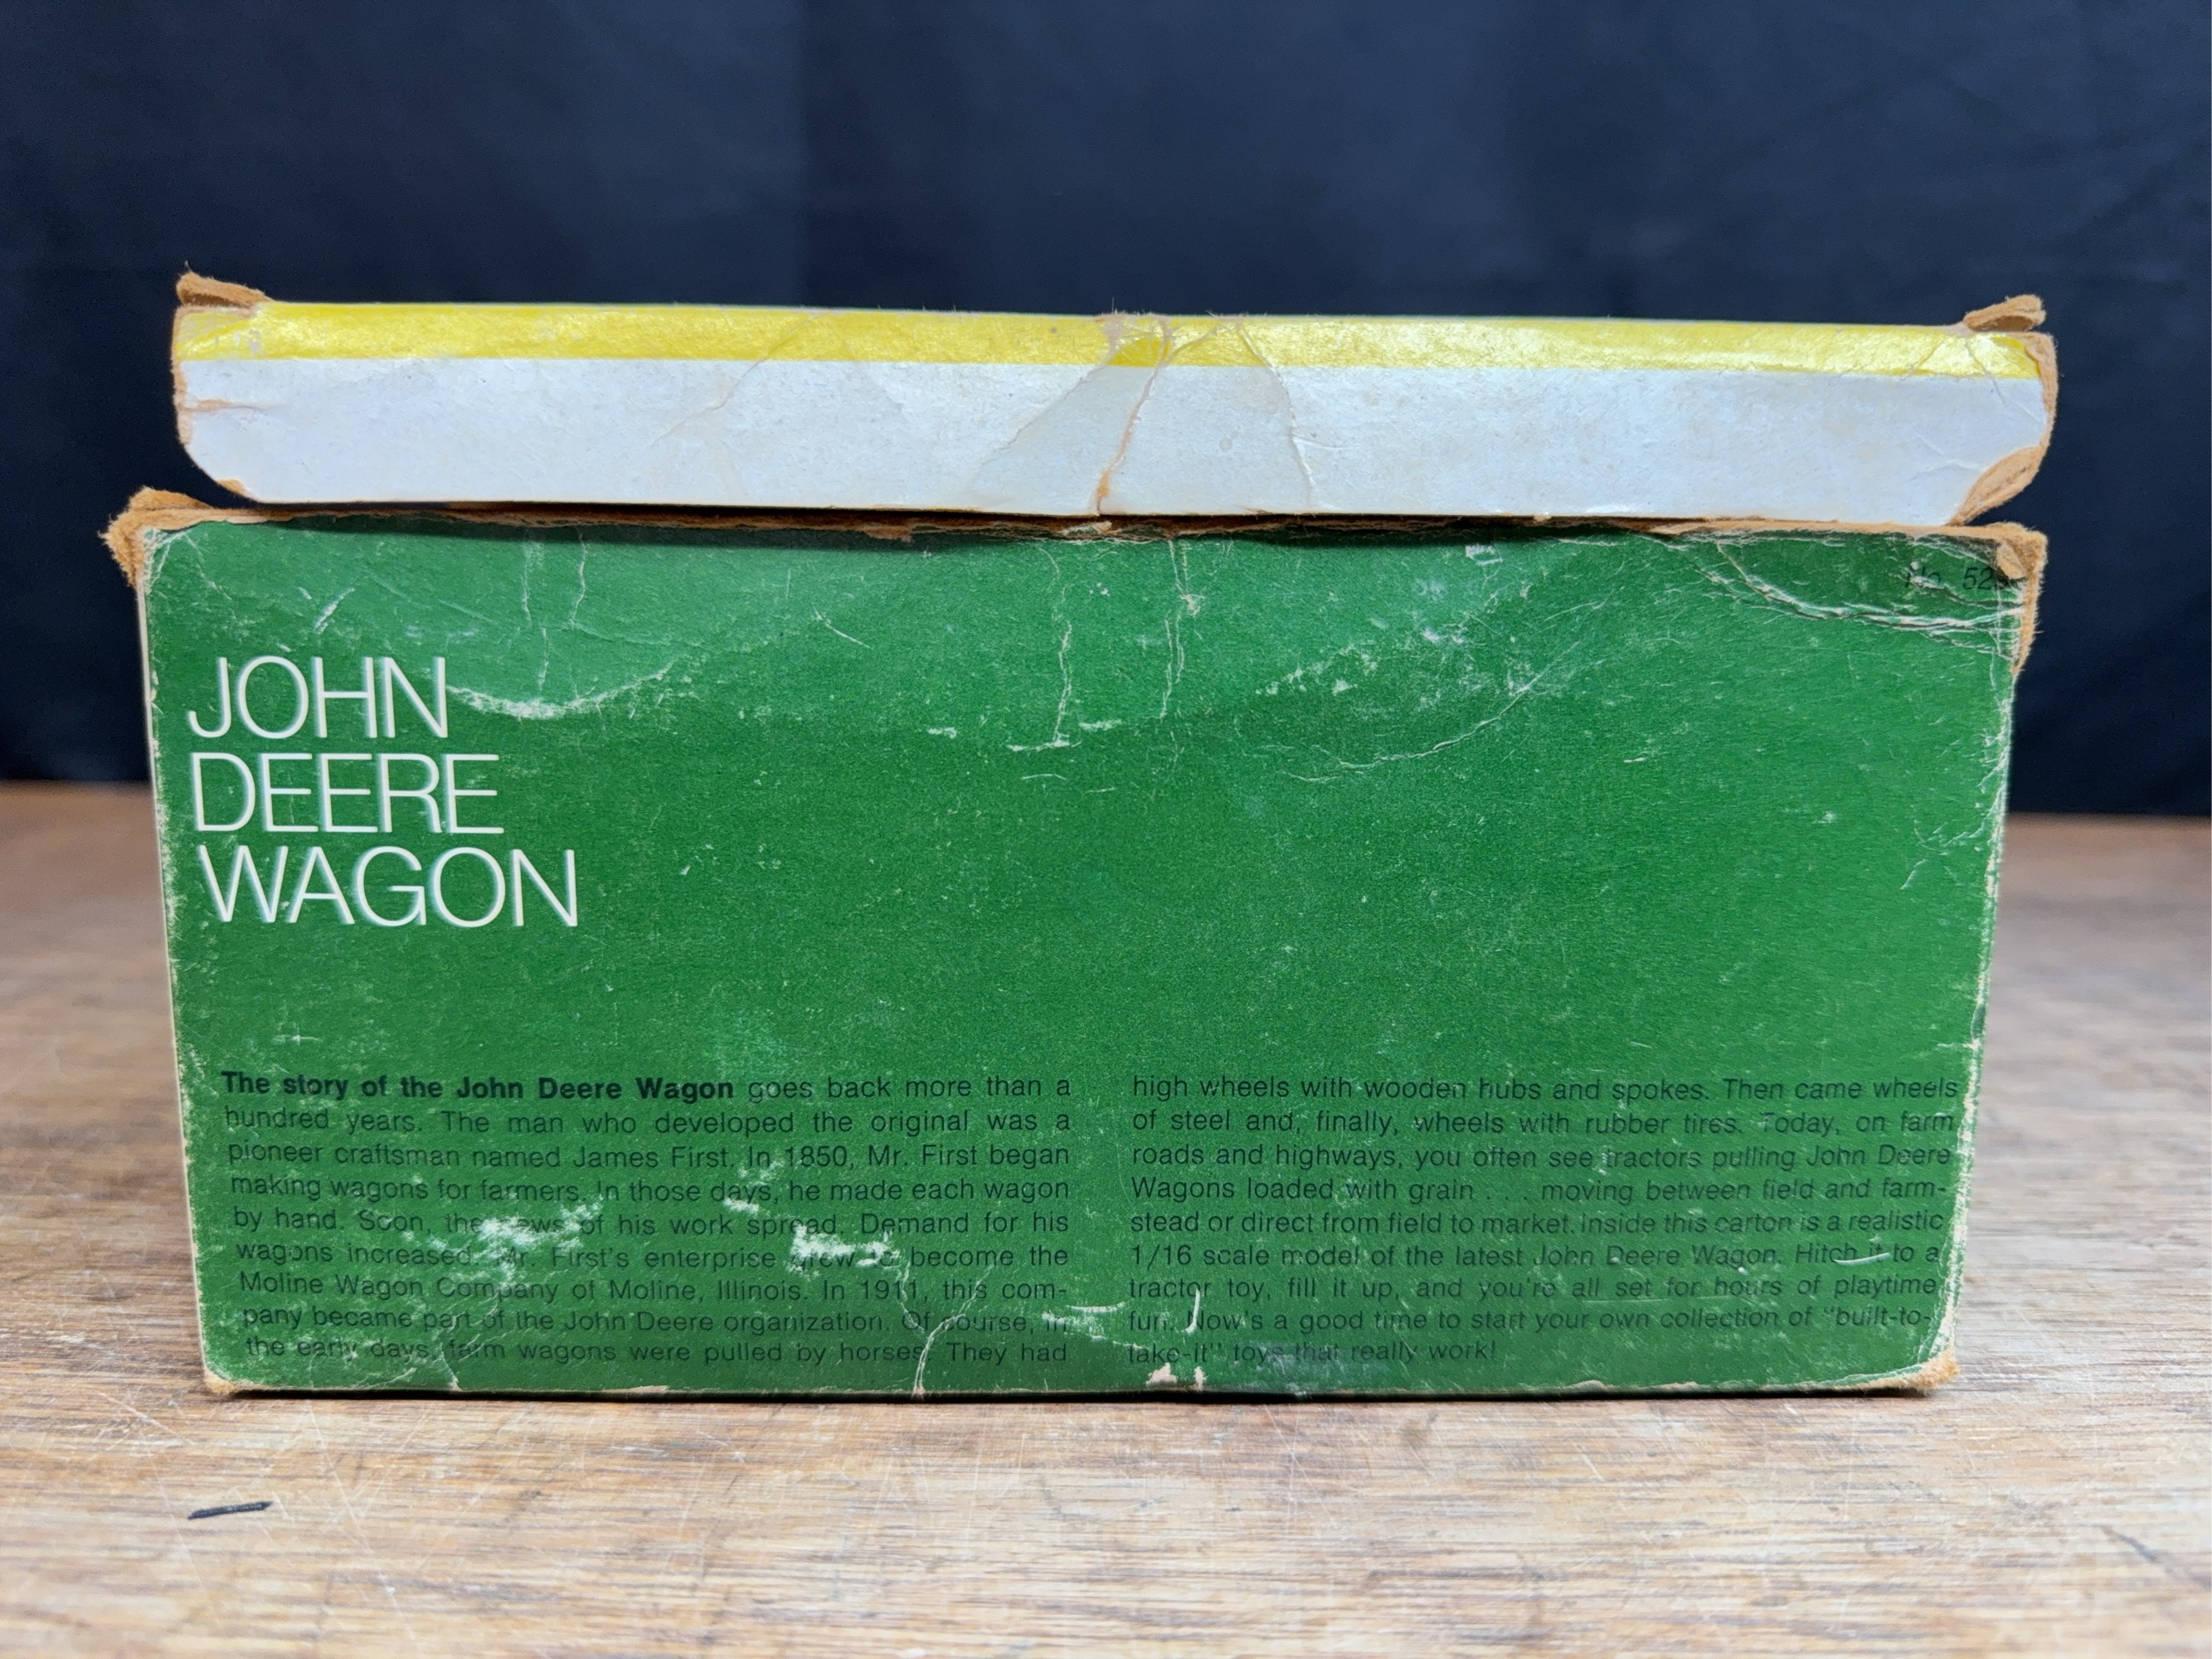 No. 52
JOHN
DEERE
WAGON
The story of the John Deere Wagon goes back more than a
hundred years. The man who developed the original was a
pioneer craftsman named James First. In 1850, Mr. First began
making wagons for farmers. In those days, he made each wagon
by hand. Soon, the news of his work spread. Demand for his
wagons increased. Mr. First's enterprise grew to become the
Moline Wagon Company of Moline, Illinois. In 1911, this com-
pany became part of the John Deere organization. Of course, in
the early days, farm wagons were pulled by horses. They had
high wheels with wooden hubs and spokes. Then came wheels
of steel and, finally, wheels with rubber tires. Today, on farm
roads and highways, you often see tractors pulling John Deere
Wagons loaded with grain . . . moving between field and farm-
stead or direct from field to market. Inside this carton is a realistic
1/16 scale model of the latest John Deere Wagon. Hitch it to a
tractor toy, fill it up, and you're all set for hours of playtime
fun. Now's a good time to start your own collection of "built-to-
take-it" toys that really work!